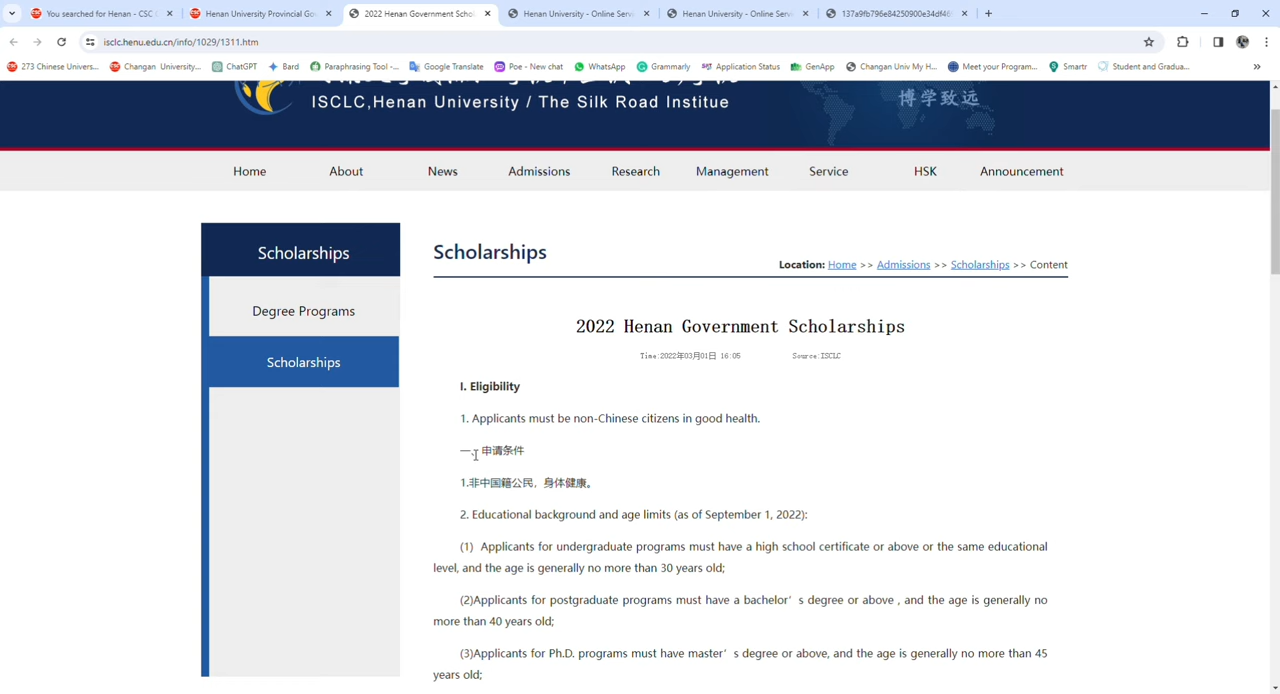 You searched for Henan - CSC G
Henan University Provincial Gov
2022 Henan Government Schol
Henan University - Online Servi
Henan University - Online Servi
137a9fb796e84250900e34df46
isclc.henu.edu.cn/info/1029/1311.htm
273 Chinese Univers...
Changan University...
ChatGPT
Bard
Paraphrasing Tool -...
Google Translate
Poe - New chat
WhatsApp
Grammarly
Application Status
GenApp
Changan Univ My H...
Meet your Program...
Smartr
Student and Gradua...
ISCLC,Henan University / The Silk Road Institue
博学致远
Home
About
News
Admissions
Research
Management
Service
HSK
Announcement
Scholarships
Degree Programs
Scholarships
Scholarships
Location: Home >> Admissions >> Scholarships >> Content
2022 Henan Government Scholarships
Time:2022年03月01日 16:05
Source:ISCLC
I. Eligibility
1. Applicants must be non-Chinese citizens in good health.
一、申请条件
1.非中国籍公民，身体健康。
2. Educational background and age limits (as of September 1, 2022):
(1) Applicants for undergraduate programs must have a high school certificate or above or the same educational
level, and the age is generally no more than 30 years old;
(2)Applicants for postgraduate programs must have a bachelor’s degree or above , and the age is generally no
more than 40 years old;
(3)Applicants for Ph.D. programs must have master’s degree or above, and the age is generally no more than 45
years old;